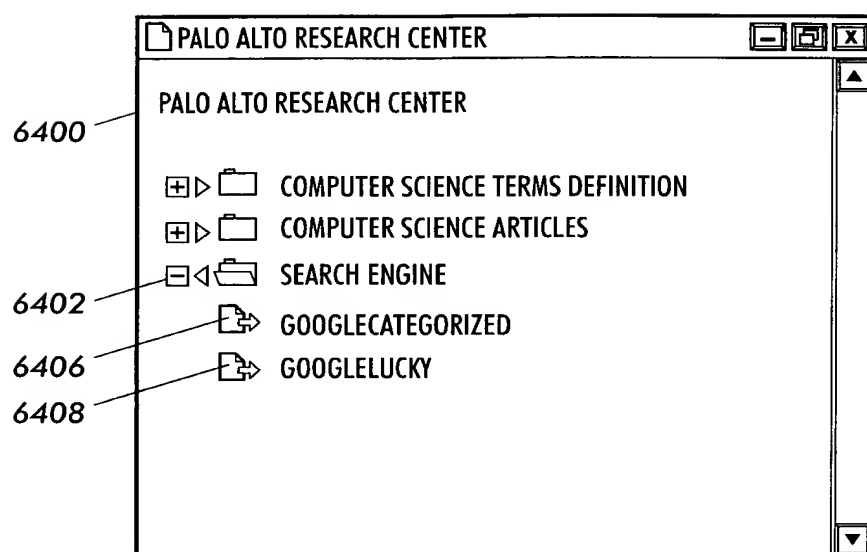 PALO ALTO RESEARCH CENTER
PALO ALTO RESEARCH CENTER
6400
COMPUTER SCIENCE TERMS DEFINITION
COMPUTER SCIENCE ARTICLES
SEARCH ENGINE
6402
GOOGLECATEGORIZED
6406
GOOGLELUCKY
6408